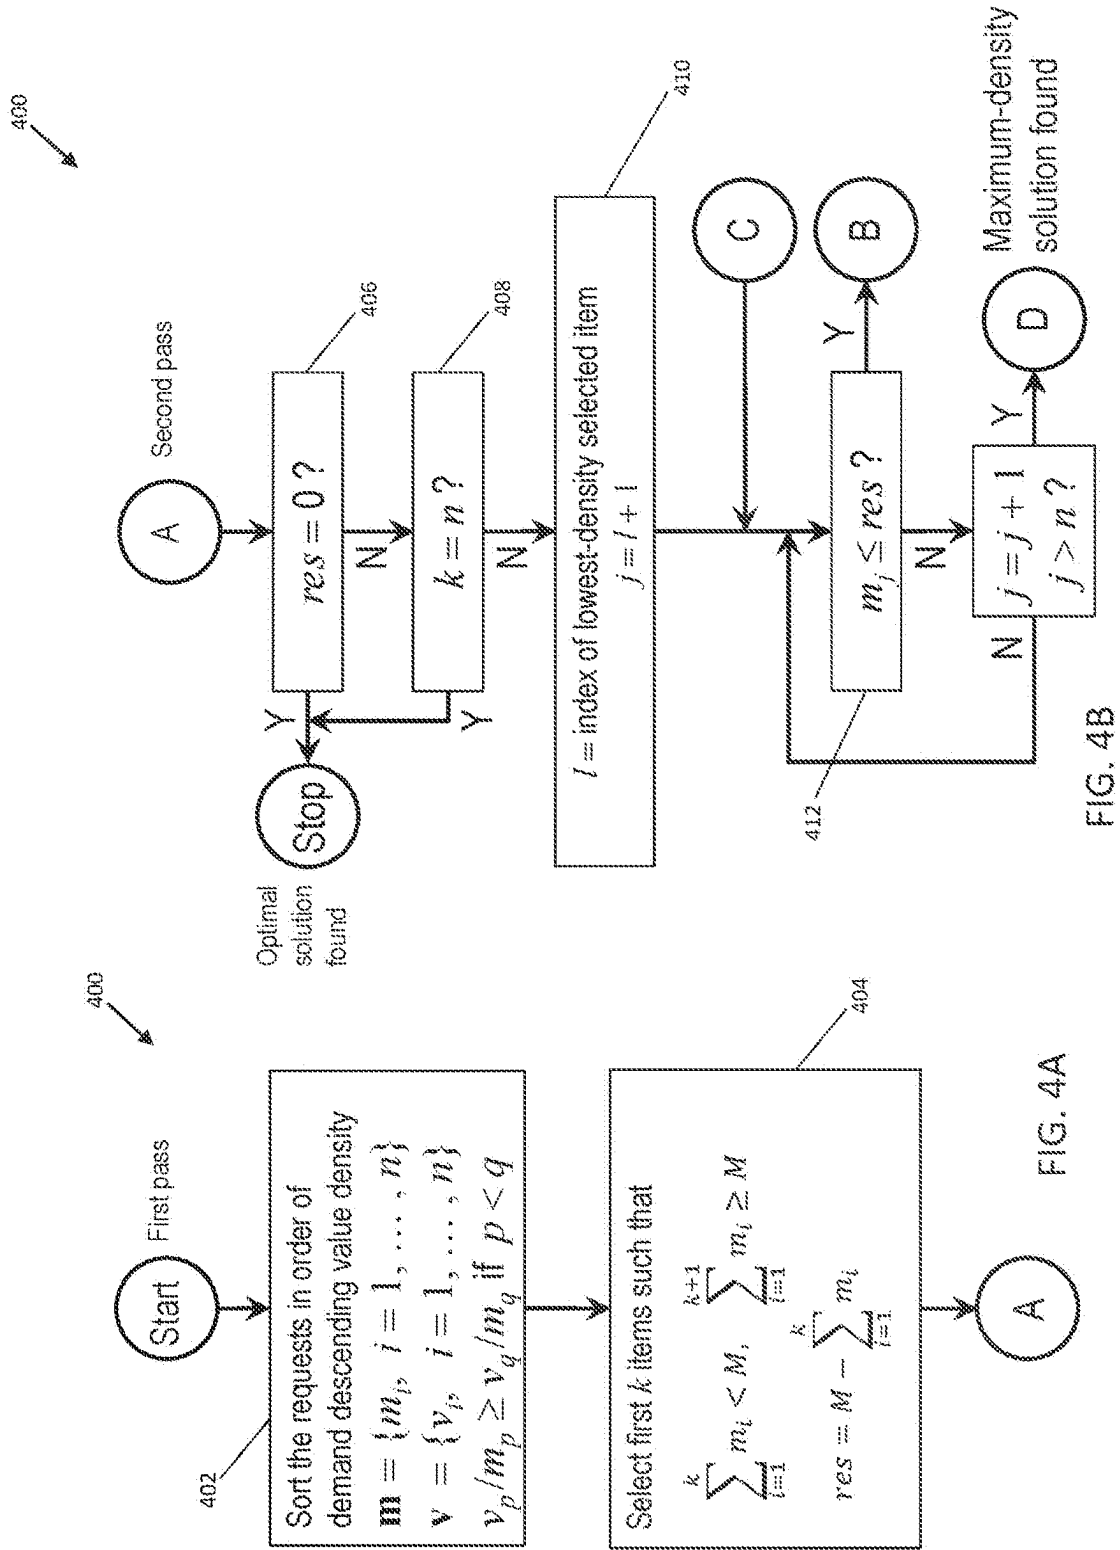 400
Start
First pass
402
Sort the requests in order of
demand descending value density
m = {m_i, i = 1, … , n}
v = {v_i, i = 1, … , n}
v_p/m_p ≥ v_q/m_q if p < q
404
Select first k items such that
∑_{i=1}^{k} m_i < M, ∑_{i=1}^{k+1} m_i ≥ M
res = M − ∑_{i=1}^{k} m_i
A
FIG. 4A
400
A
Second pass
406
res = 0 ?
Y
N
Stop
Optimal
solution
found
408
k = n ?
Y
N
410
l = index of lowest-density selected item
j = l + 1
C
412
m_j ≤ res ?
Y
B
N
j = j + 1
j > n ?
N
Y
D
Maximum-density
solution found
FIG. 4B